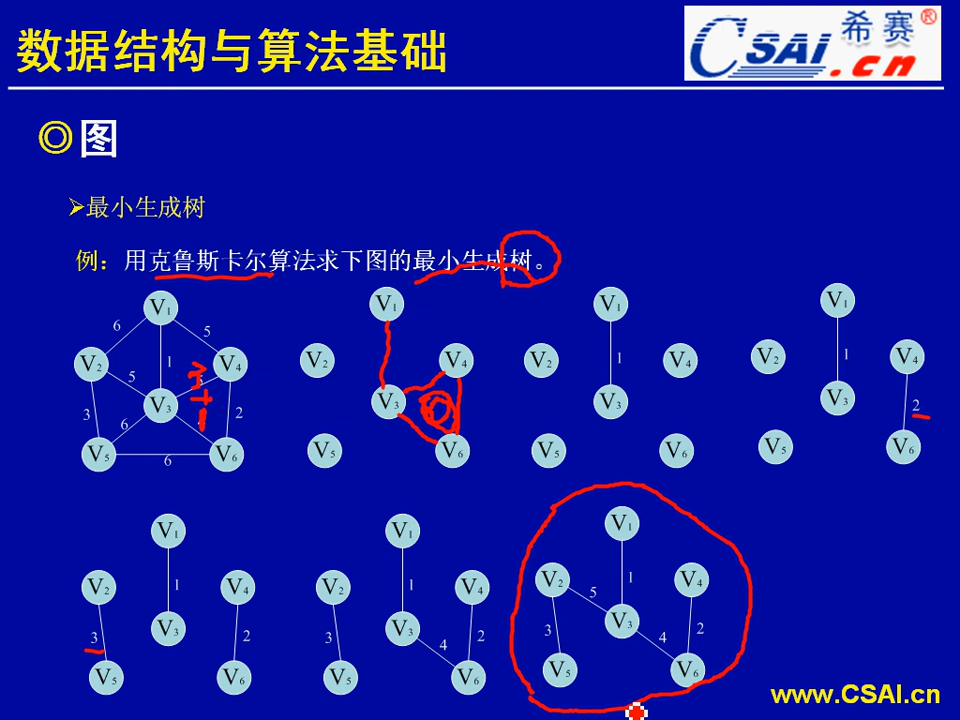 数据结构与算法基础
CSAI 希赛®
.cn
◎图
➢最小生成树
例：用克鲁斯卡尔算法求下图的最小生成树。
V1 V1 V1 V1
6 5
V2 V4 V2 V4 V2 V4 V2 V4
1 1 1
5 3
V3 V3 V3 V3
3 2 2
6 1
V5 V6 V5 V6 V5 V6 V5 V6
6
V1 V1 V1
V2 V4 V2 V4 V2 V4
1 1 5 1
V3 V3 V3
3 2 3 4 2 3 4 2
V5 V6 V5 V6 V5 V6
www.CSAI.cn